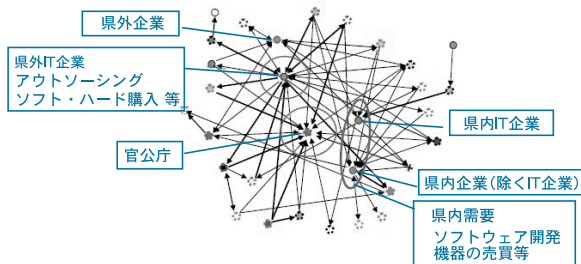 県外企業
県外IT企業
アウトソーシング
ソフト・ハード購入 等
官公庁
県内IT企業
県内企業(除くIT企業)
県内需要
ソフトウェア開発
機器の売買等